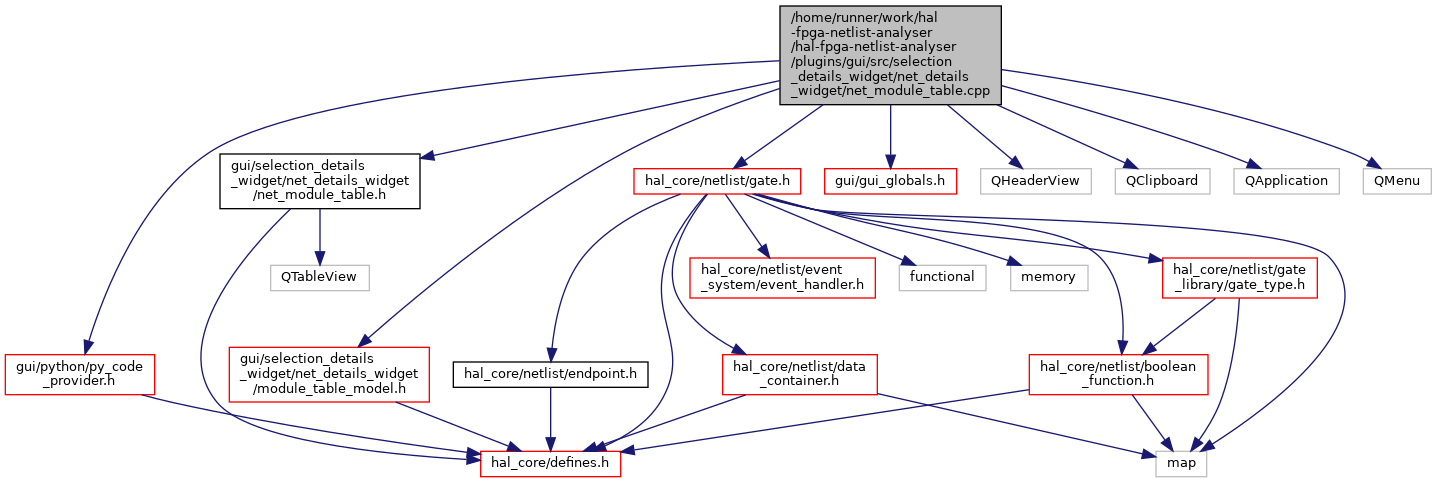 /home/runner/work/hal
-fpga-netlist-analyser
/hal-fpga-netlist-analyser
/plugins/gui/src/selection
_details_widget/net_details
_widget/net_module_table.cpp
gui/selection_details
_widget/net_details_widget
/net_module_table.h
hal_core/netlist/gate.h
gui/gui_globals.h
QHeaderView
QClipboard
QApplication
QMenu
QTableView
hal_core/netlist/event
_system/event_handler.h
functional
memory
hal_core/netlist/gate
_library/gate_type.h
gui/python/py_code
_provider.h
gui/selection_details
_widget/net_details_widget
/module_table_model.h
hal_core/netlist/endpoint.h
hal_core/netlist/data
_container.h
hal_core/netlist/boolean
_function.h
hal_core/defines.h
map